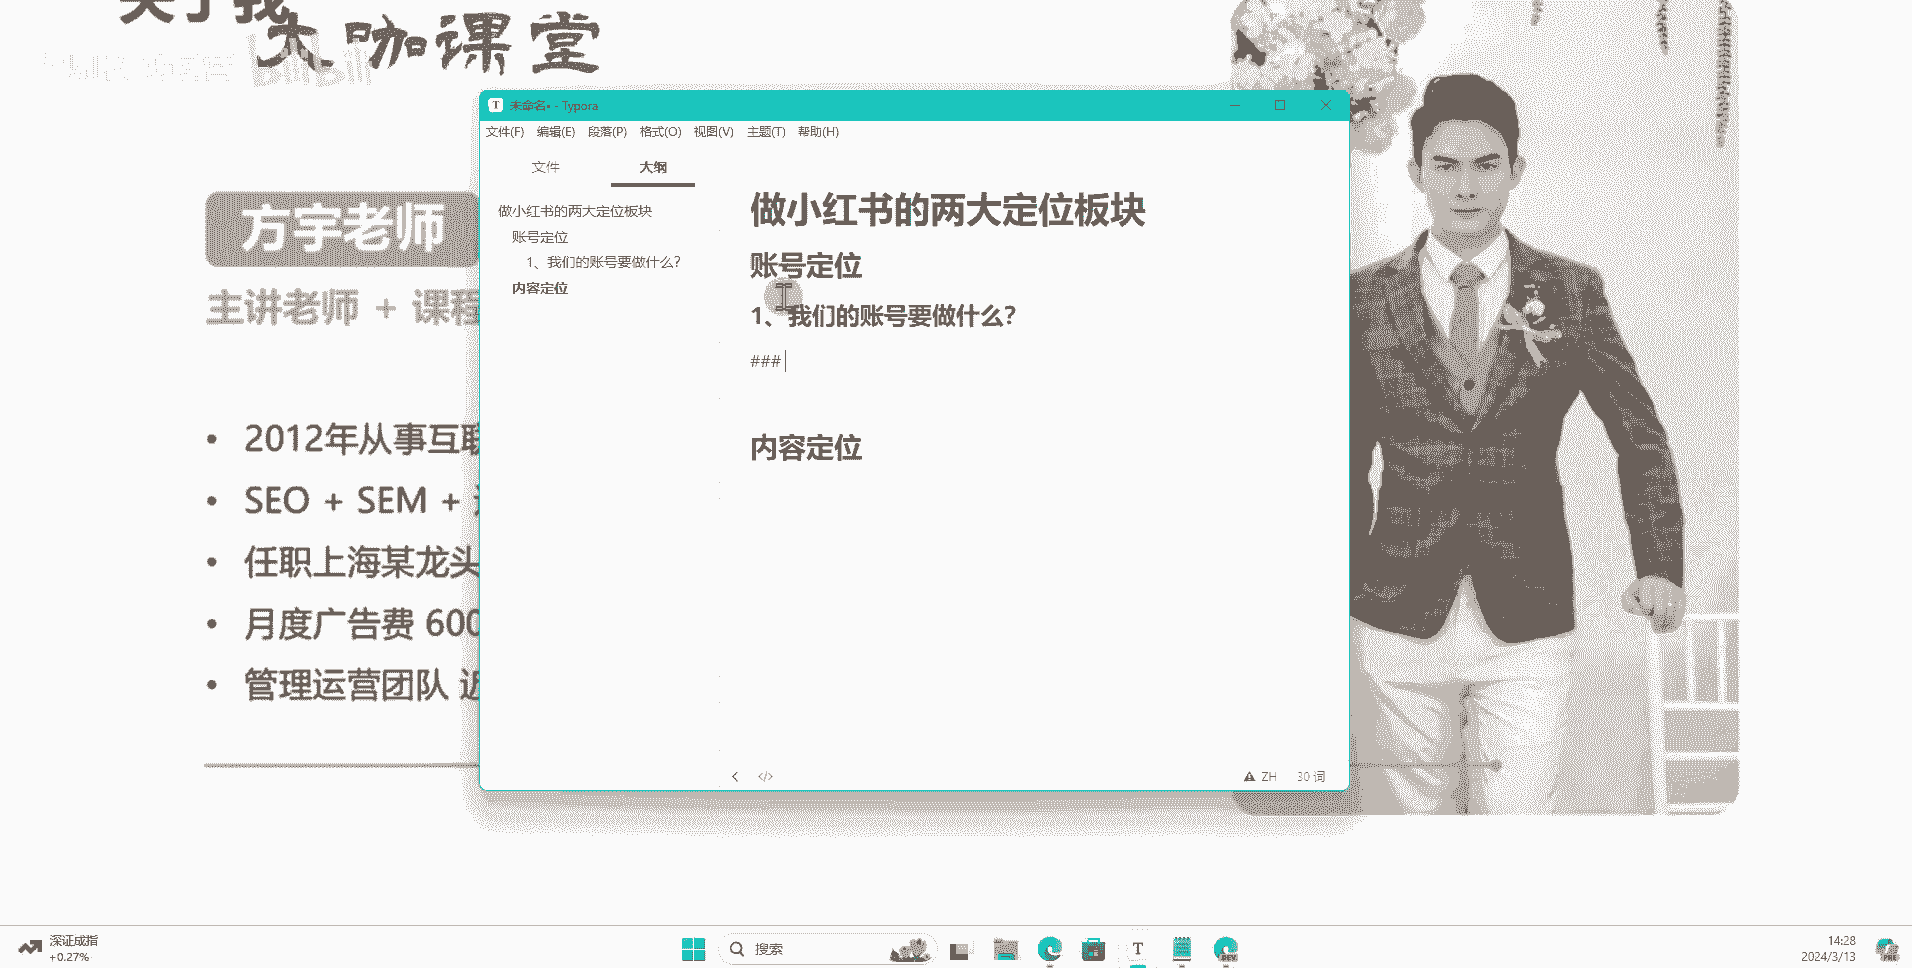 大咖课堂
bilibili
未命名• - Typora
文件(F) 编辑(E) 段落(P) 格式(O) 视图(V) 主题(T) 帮助(H)
文件 大纲
做小红书的两大定位板块
账号定位
1、我们的账号要做什么？
内容定位
做小红书的两大定位板块
账号定位
1、我们的账号要做什么？
###
内容定位
ZH 30 词
方宇老师
主讲老师 + 课程
• 2012年从事互联
• SEO + SEM +
• 任职上海某龙头
• 月度广告费 600
• 管理运营团队 近
深证成指
+0.27%
搜索
14:28
2024/3/13